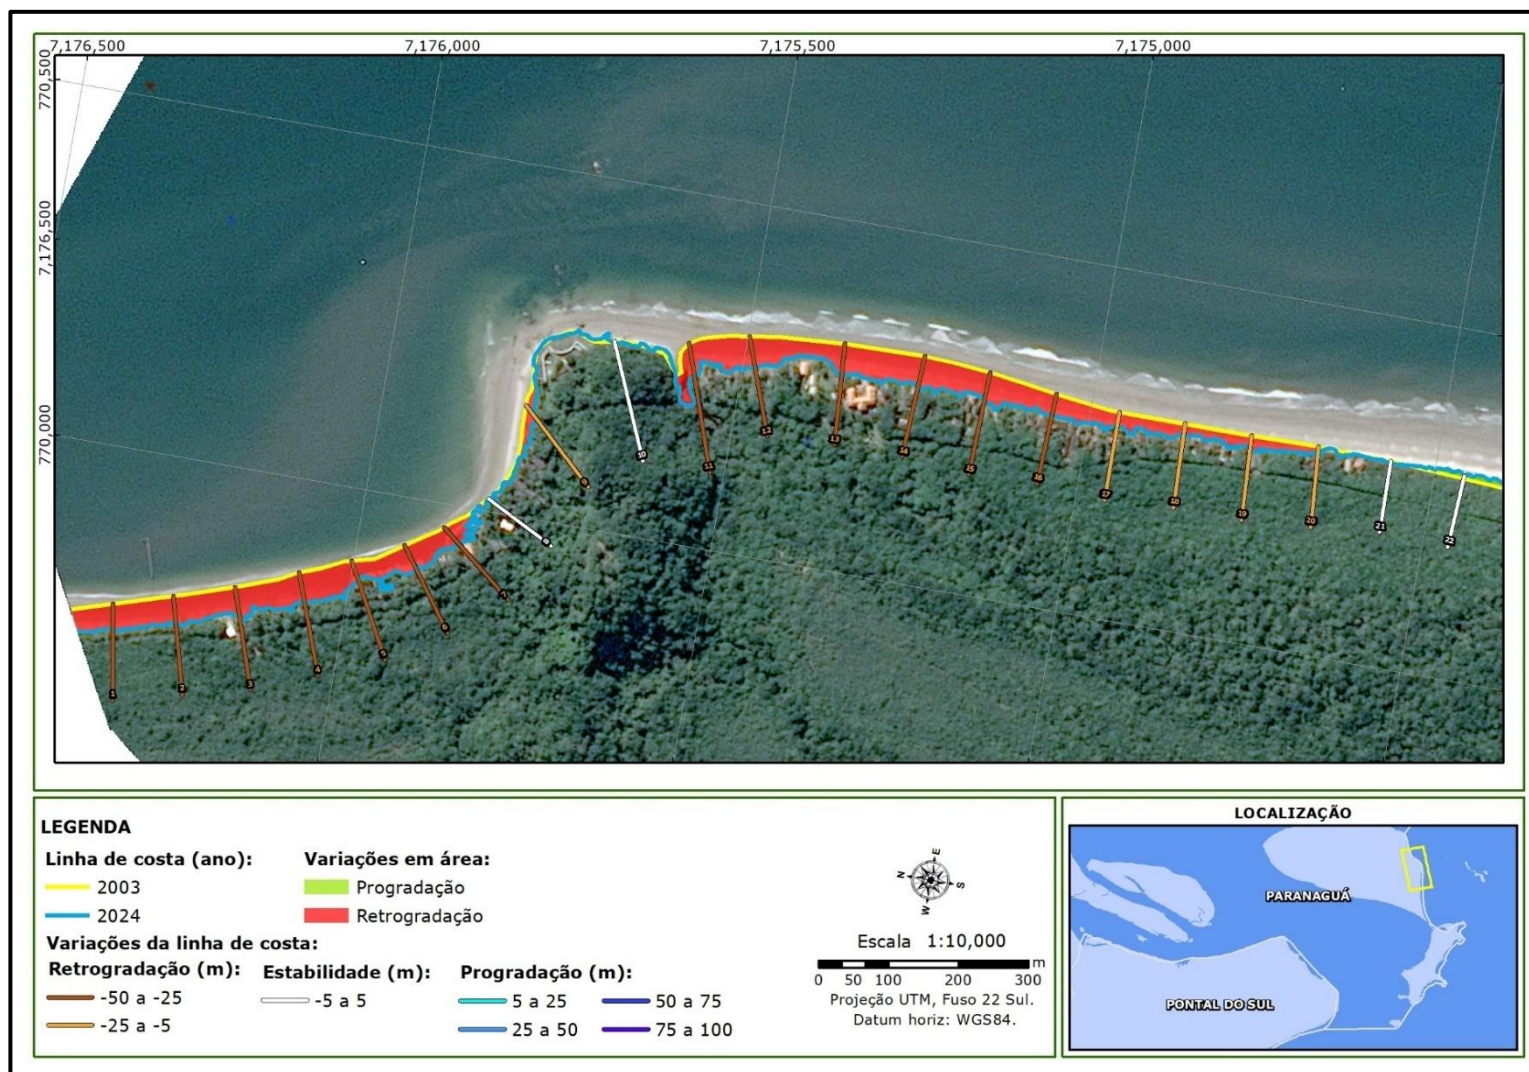 7,176,500
7,176,000
7,175,500
7,175,000
770,500
7,176,500
770,000
1
2
3
4
5
6
7
8
9
10
11
12
13
14
15
16
17
18
19
20
21
22
LEGENDA
Linha de costa (ano):
2003
2024
Variações em área:
Progradação
Retrogradação
Variações da linha de costa:
Retrogradação (m):
-50 a -25
-25 a -5
Estabilidade (m):
-5 a 5
Progradação (m):
5 a 25
25 a 50
50 a 75
75 a 100
N
E
S
W
Escala 1:10,000
m
0 50 100 200 300
Projeção UTM, Fuso 22 Sul.
Datum horiz: WGS84.
LOCALIZAÇÃO
PARANAGUÁ
PONTAL DO SUL